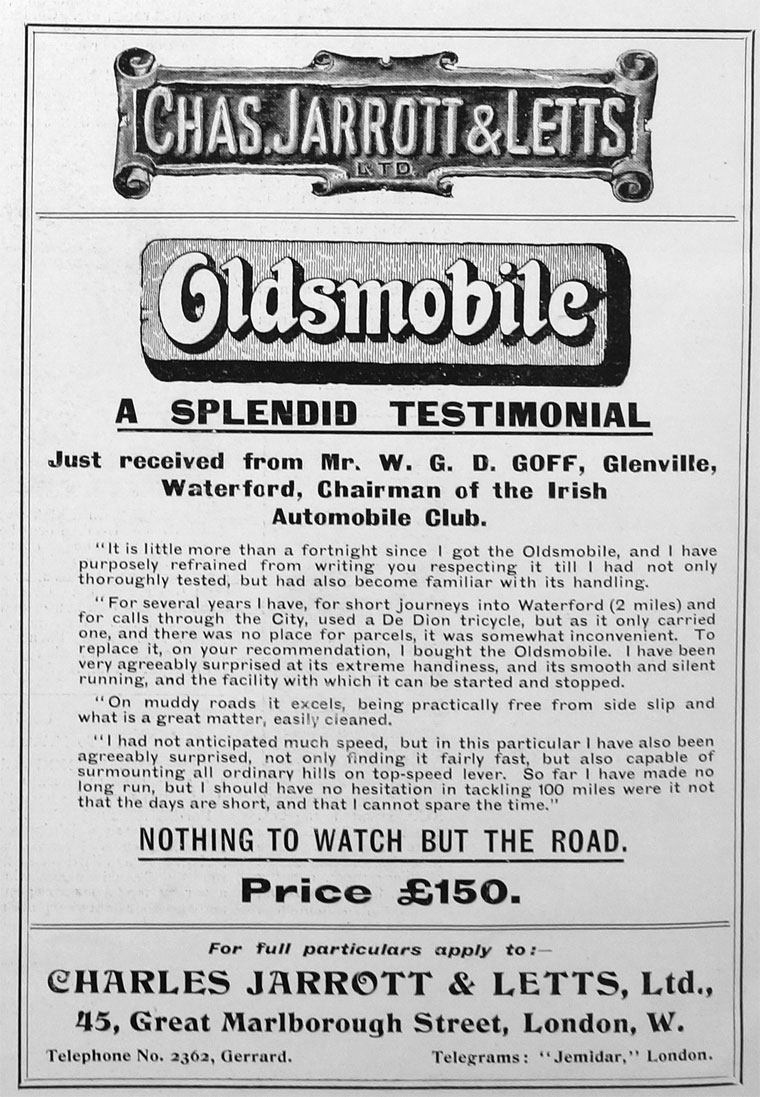 CHAS. JARROTT & LETTS
LTD.
Oldsmobile
A SPLENDID TESTIMONIAL
Just received from Mr. W. G. D. GOFF, Glenville,
Waterford, Chairman of the Irish
Automobile Club.
"It is little more than a fortnight since I got the Oldsmobile, and I have
purposely refrained from writing you respecting it till I had not only
thoroughly tested, but had also become familiar with its handling.
"For several years I have, for short journeys into Waterford (2 miles) and
for calls through the City, used a De Dion tricycle, but as it only carried
one, and there was no place for parcels, it was somewhat inconvenient. To
replace it, on your recommendation, I bought the Oldsmobile. I have been
very agreeably surprised at its extreme handiness, and its smooth and silent
running, and the facility with which it can be started and stopped.
"On muddy roads it excels, being practically free from side slip and
what is a great matter, easily cleaned.
"I had not anticipated much speed, but in this particular I have also been
agreeably surprised, not only finding it fairly fast, but also capable of
surmounting all ordinary hills on top-speed lever. So far I have made no
long run, but I should have no hesitation in tackling 100 miles were it not
that the days are short, and that I cannot spare the time."
NOTHING TO WATCH BUT THE ROAD.
Price £150.
For full particulars apply to:—
CHARLES JARROTT & LETTS, Ltd.,
45, Great Marlborough Street, London, W.
Telephone No. 2362, Gerrard. Telegrams: "Jemidar," London.